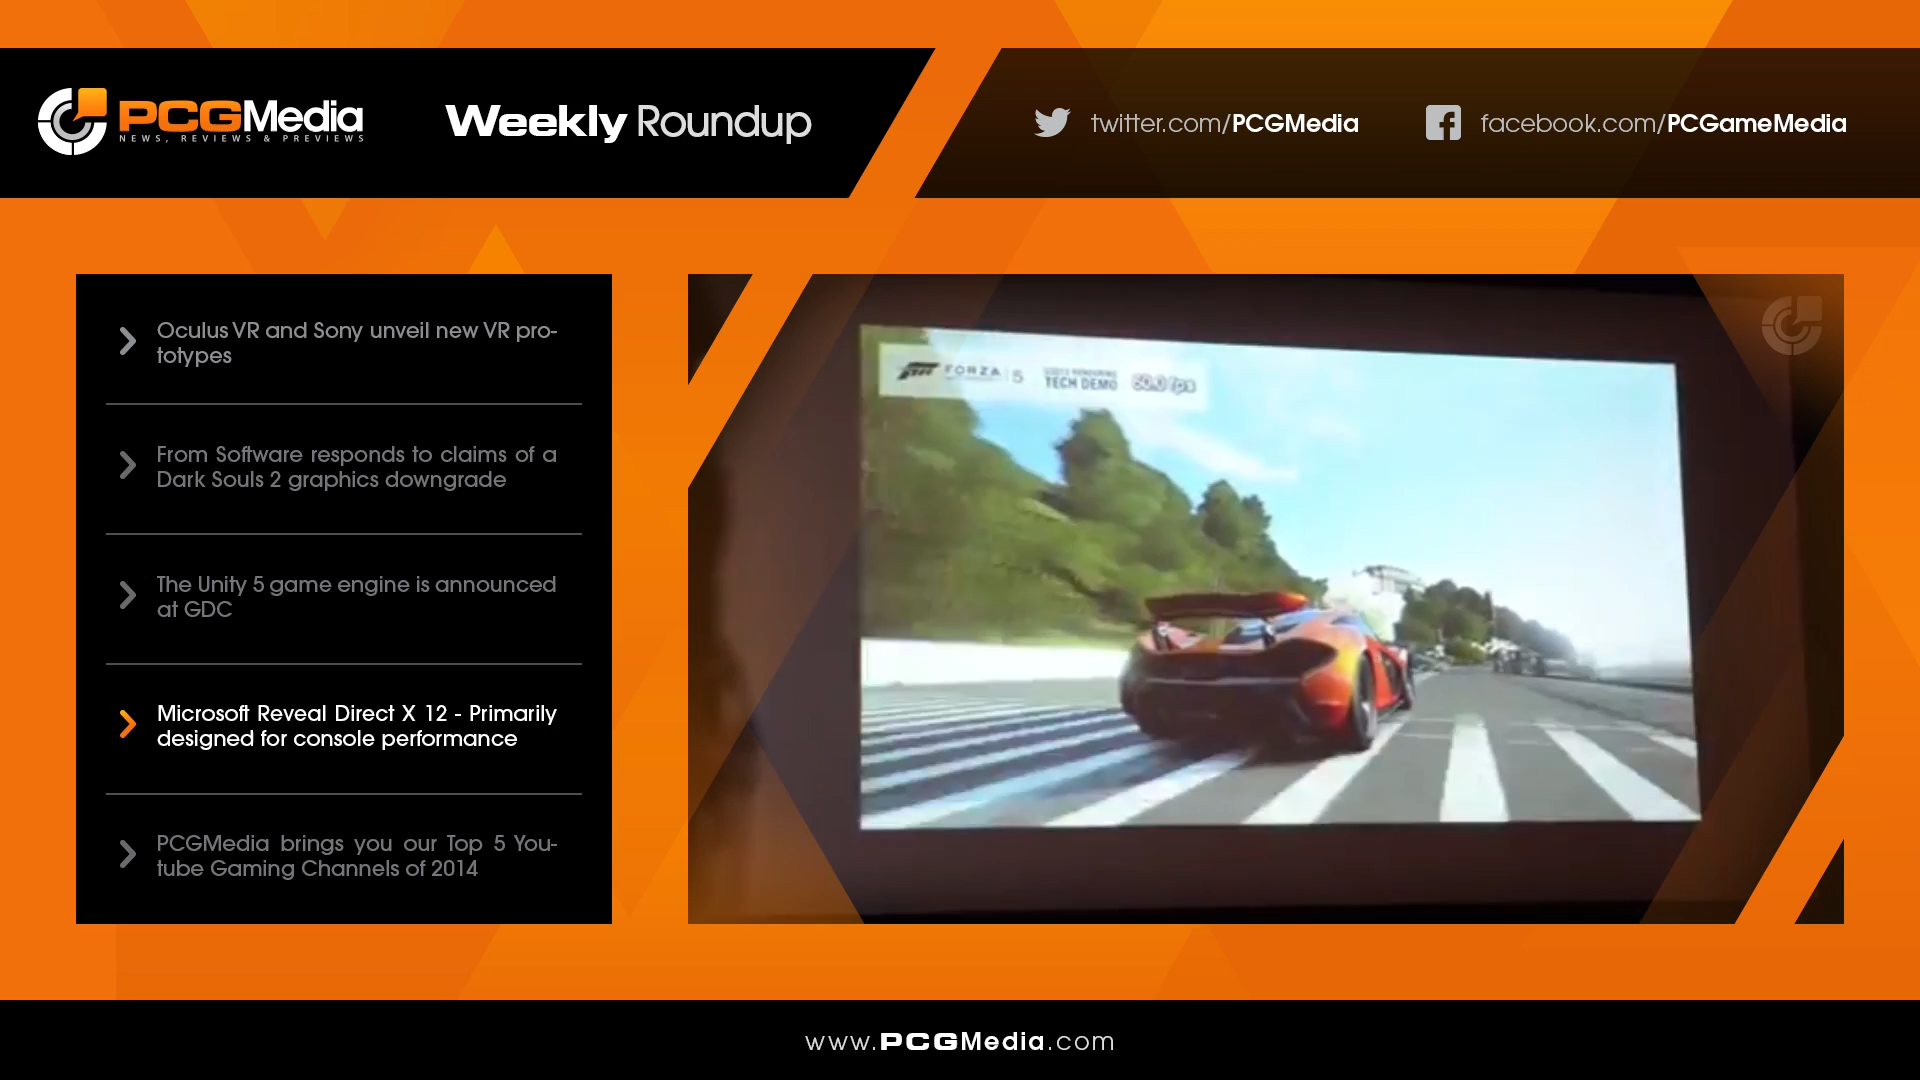 PCGMedia
NEWS, REVIEWS & PREVIEWS
Weekly Roundup
twitter.com/PCGMedia
facebook.com/PCGameMedia
Oculus VR and Sony unveil new VR pro-
totypes
From Software responds to claims of a
Dark Souls 2 graphics downgrade
The Unity 5 game engine is announced
at GDC
Microsoft Reveal Direct X 12 - Primarily
designed for console performance
PCGMedia brings you our Top 5 You-
tube Gaming Channels of 2014
FORZA 5
TECH DEMO 60.0 fps
www.PCGMedia.com